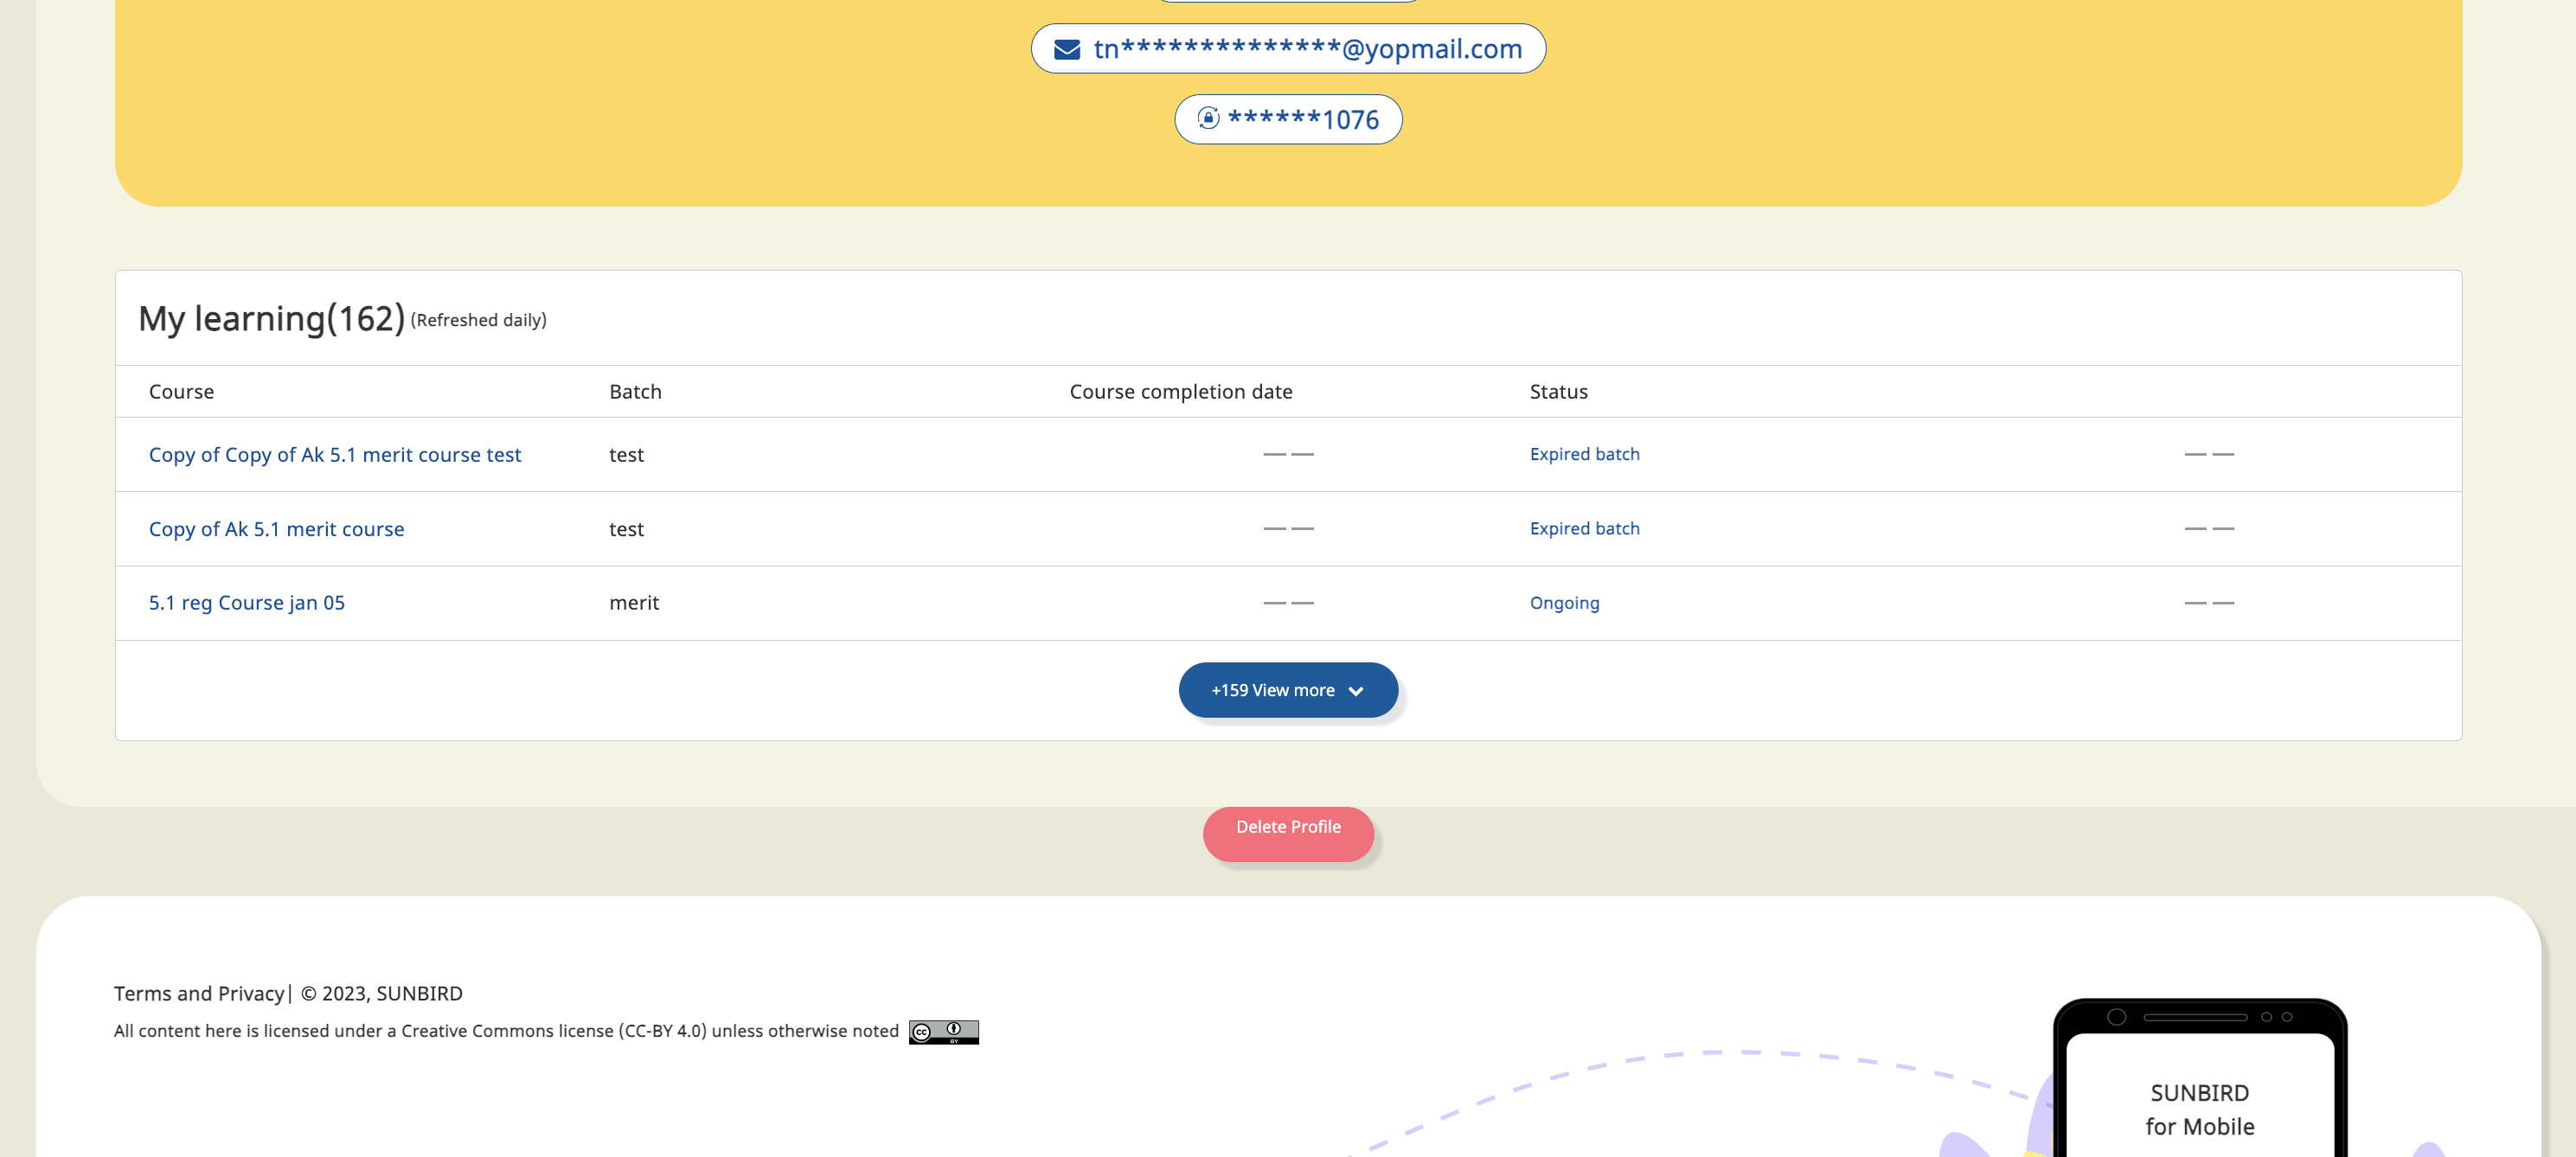 tn**************@yopmail.com
******1076
My learning(162) (Refreshed daily)
Course Batch Course completion date Status
Copy of Copy of Ak 5.1 merit course test test —— Expired batch ——
Copy of Ak 5.1 merit course test —— Expired batch ——
5.1 reg Course jan 05 merit —— Ongoing ——
+159 View more
Delete Profile
Terms and Privacy| © 2023, SUNBIRD
All content here is licensed under a Creative Commons license (CC-BY 4.0) unless otherwise noted cc BY
SUNBIRD
for Mobile